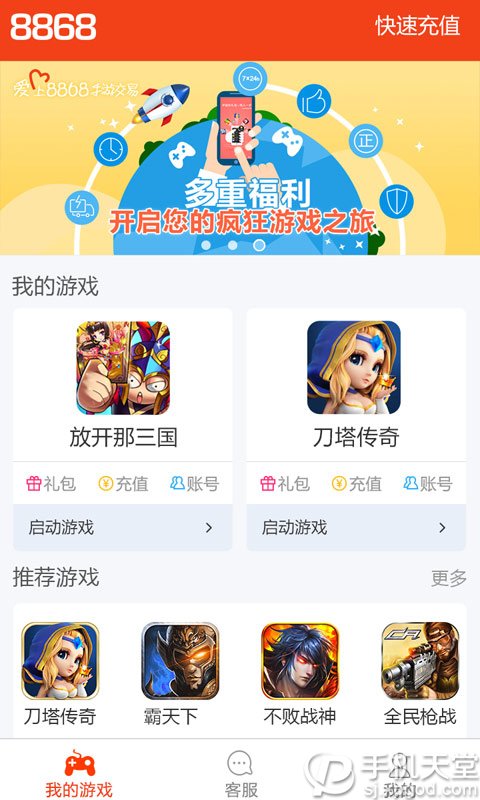 8868
快速充值
爱上8868手游交易
7×24h
正
多重福利
开启您的疯狂游戏之旅
我的游戏
放开那三国
刀塔传奇
礼包 充值 账号
礼包 充值 账号
启动游戏
启动游戏
推荐游戏
更多
刀塔传奇
霸天下
不败战神
全民枪战
我的游戏
客服
我的
手机天堂